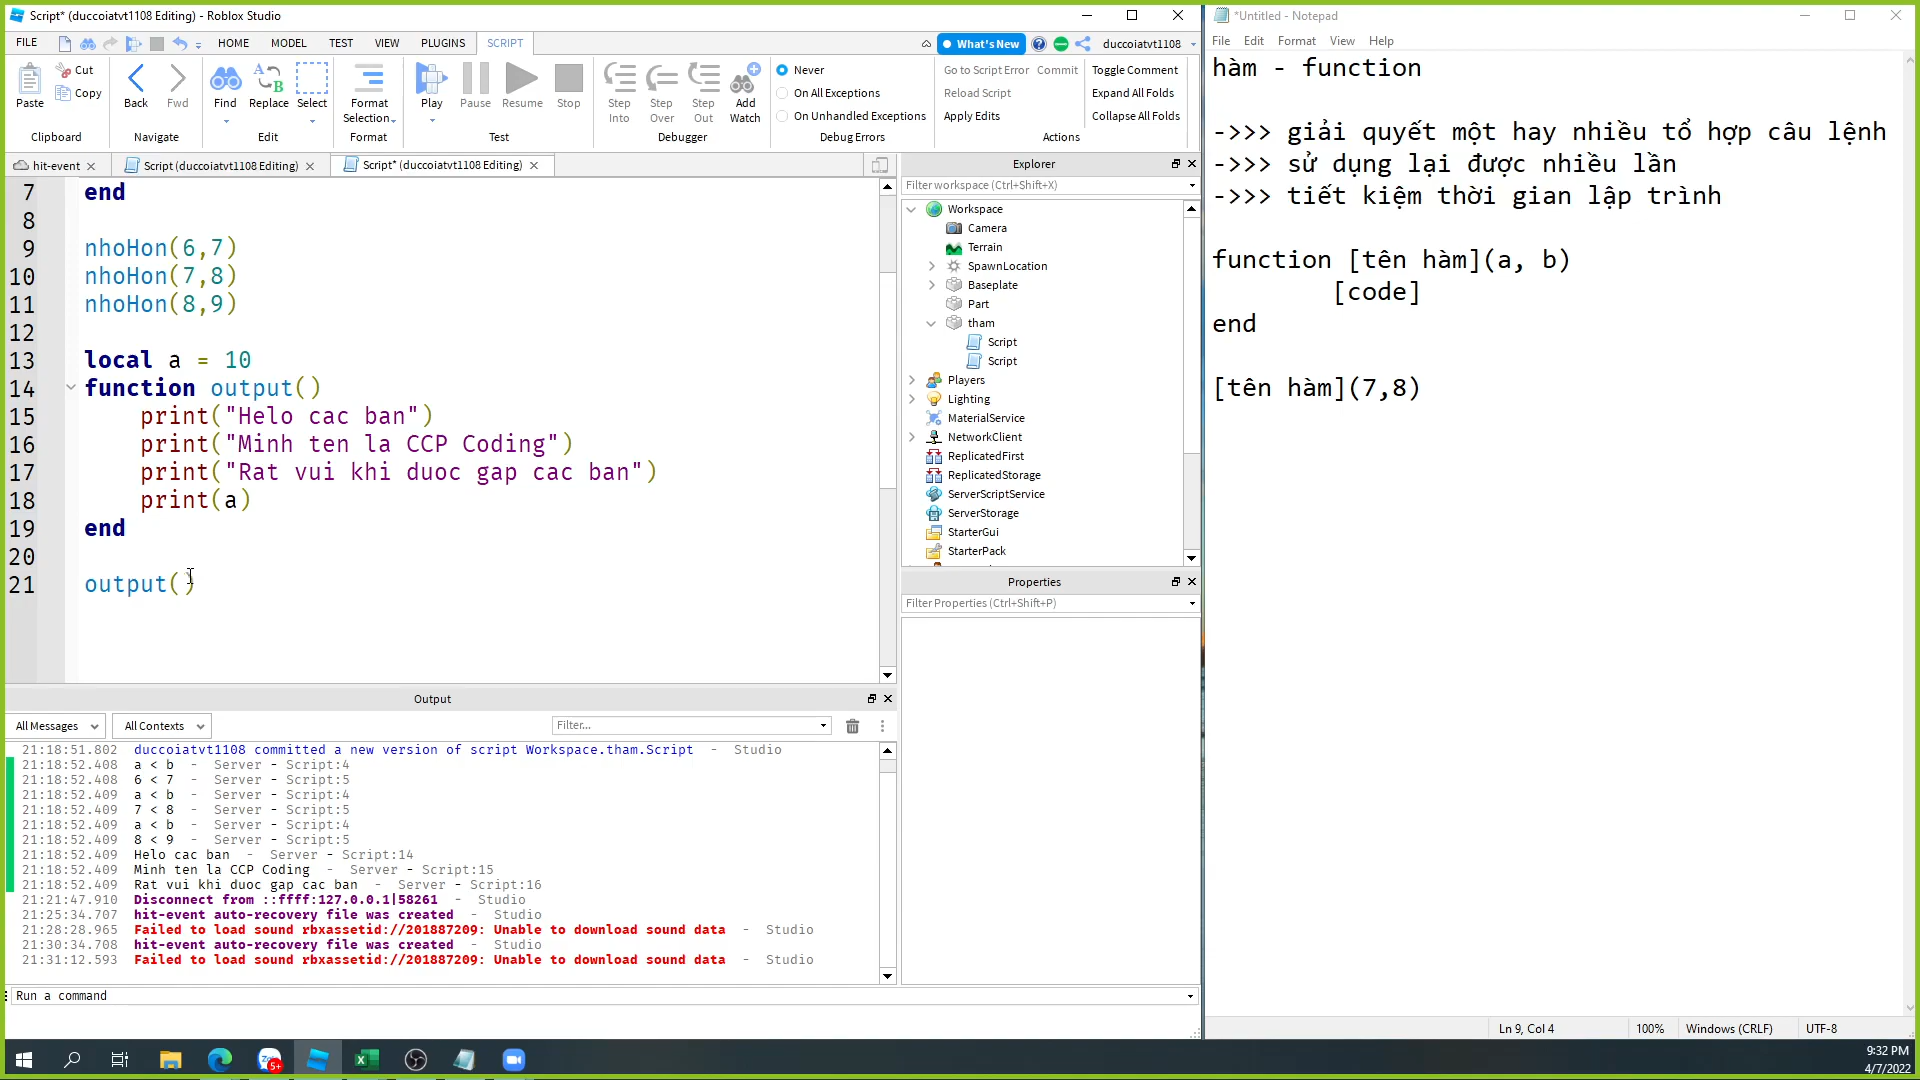 Script* (duccoiatvt1108 Editing) - Roblox Studio
FILE HOME MODEL TEST VIEW PLUGINS SCRIPT What's New duccoiatvt1108
Paste Cut Copy Back Fwd Find Replace Select Format Selection Play Pause Resume Stop Step Into Step Over Step Out Add Watch
Never
On All Exceptions
On Unhandled Exceptions
Go to Script Error Commit Toggle Comment
Reload Script Expand All Folds
Apply Edits Collapse All Folds
Clipboard Navigate Edit Format Test Debugger Debug Errors Actions
hit-event Script (duccoiatvt1108 Editing) Script* (duccoiatvt1108 Editing)
7 end
8
9 nhoHon(6,7)
10 nhoHon(7,8)
11 nhoHon(8,9)
12
13 local a = 10
14 function output()
15 print("Helo cac ban")
16 print("Minh ten la CCP Coding")
17 print("Rat vui khi duoc gap cac ban")
18 print(a)
19 end
20
21 output()
Explorer
Filter workspace (Ctrl+Shift+X)
Workspace
Camera
Terrain
SpawnLocation
Baseplate
Part
tham
Script
Script
Players
Lighting
MaterialService
NetworkClient
ReplicatedFirst
ReplicatedStorage
ServerScriptService
ServerStorage
StarterGui
StarterPack
Properties
Filter Properties (Ctrl+Shift+P)
Output
All Messages All Contexts Filter...
21:18:51.802 duccoiatvt1108 committed a new version of script Workspace.tham.Script - Studio
21:18:52.408 a < b - Server - Script:4
21:18:52.408 6 < 7 - Server - Script:5
21:18:52.409 a < b - Server - Script:4
21:18:52.409 7 < 8 - Server - Script:5
21:18:52.409 a < b - Server - Script:4
21:18:52.409 8 < 9 - Server - Script:5
21:18:52.409 Helo cac ban - Server - Script:14
21:18:52.409 Minh ten la CCP Coding - Server - Script:15
21:18:52.409 Rat vui khi duoc gap cac ban - Server - Script:16
21:21:47.910 Disconnect from ::ffff:127.0.0.1|58261 - Studio
21:25:34.707 hit-event auto-recovery file was created - Studio
21:28:28.965 Failed to load sound rbxassetid://201887209: Unable to download sound data - Studio
21:30:34.708 hit-event auto-recovery file was created - Studio
21:31:12.593 Failed to load sound rbxassetid://201887209: Unable to download sound data - Studio
Run a command
*Untitled - Notepad
File Edit Format View Help
hàm - function
->>> giải quyết một hay nhiều tổ hợp câu lệnh
->>> sử dụng lại được nhiều lần
->>> tiết kiệm thời gian lập trình
function [tên hàm](a, b)
[code]
end
[tên hàm](7,8)
Ln 9, Col 4 100% Windows (CRLF) UTF-8
9:32 PM
4/7/2022